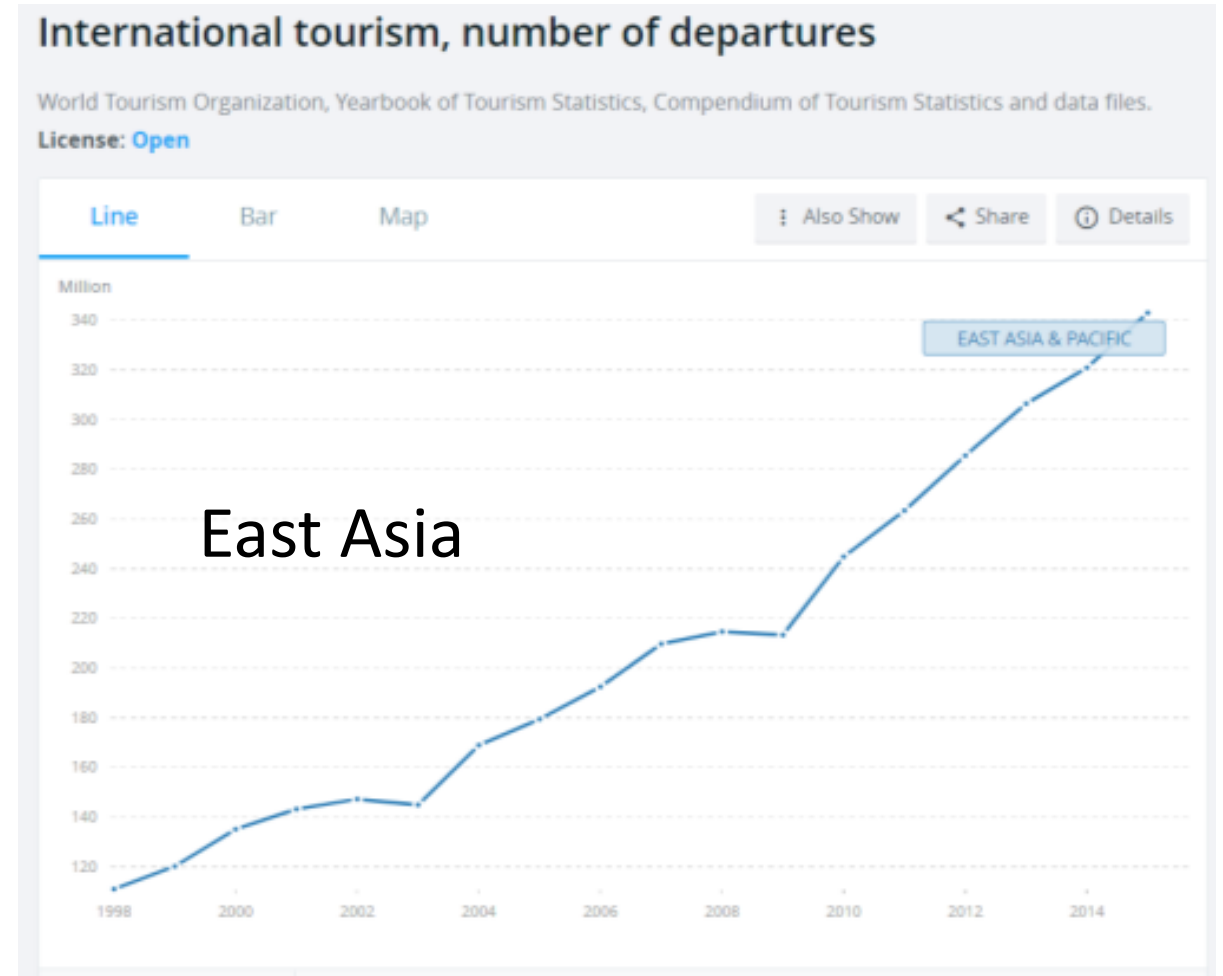 International tourism, number of departures
World Tourism Organization, Yearbook of Tourism Statistics, Compendium of Tourism Statistics and data files.
License: Open
Line Bar Map Also Show Share Details
Million
340
EAST ASIA & PACIFIC
320
300
280
260
East Asia
240
220
200
180
160
140
120
1998 2000 2002 2004 2006 2008 2010 2012 2014